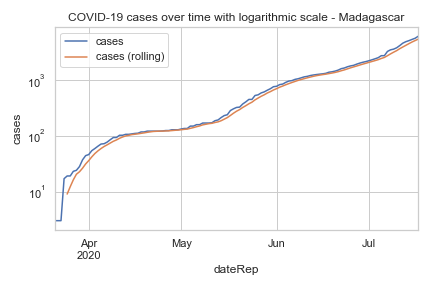 COVID-19 cases over time with logarithmic scale - Madagascar
cases
cases (rolling)
cases
10³
10²
10¹
Apr
2020
May
Jun
Jul
dateRep